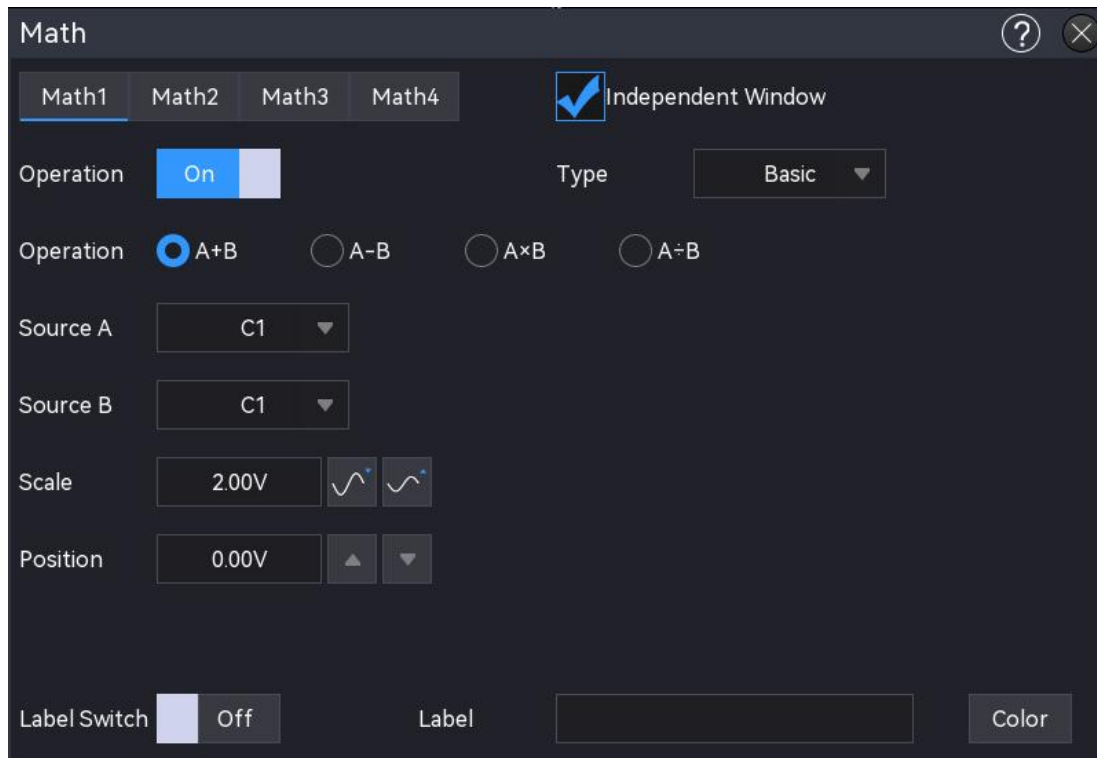 Math ?
Math1 Math2 Math3 Math4 Independent Window
Operation On Type Basic
Operation A+B A-B A×B A÷B
Source A C1
Source B C1
Scale 2.00V
Position 0.00V
Label Switch Off Label Color